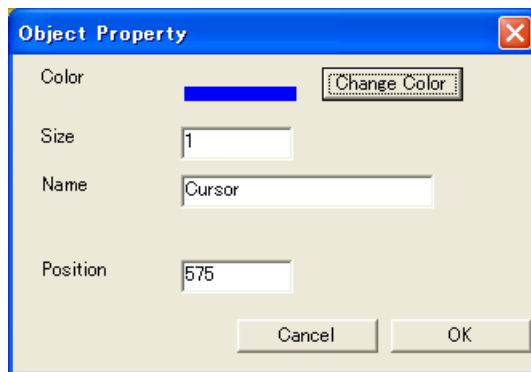 Object Property
Color
Change Color
Size
1
Name
Cursor
Position
575
Cancel
OK